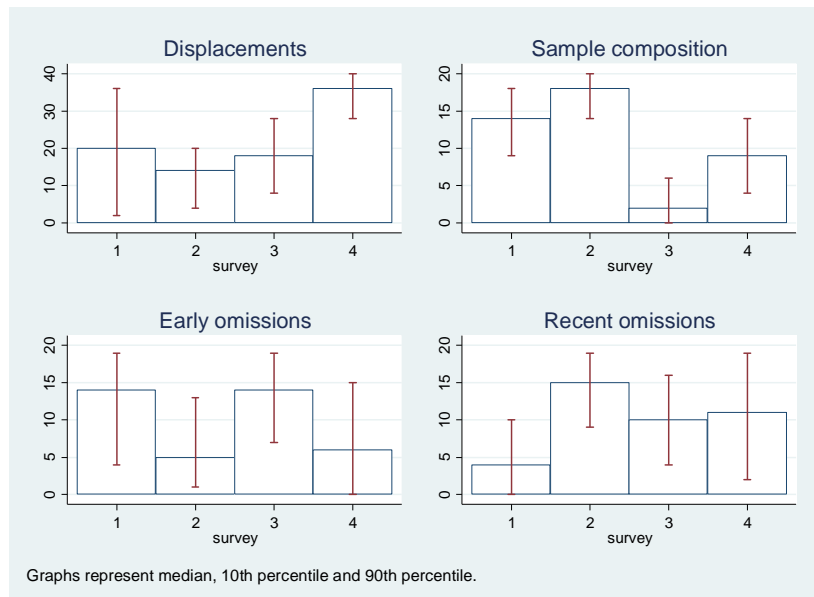 Displacements
40
30
20
10
0
1 2 3 4
survey
Sample composition
20
15
10
5
0
1 2 3 4
survey
Early omissions
20
15
10
5
0
1 2 3 4
survey
Recent omissions
20
15
10
5
0
1 2 3 4
survey
Graphs represent median, 10th percentile and 90th percentile.